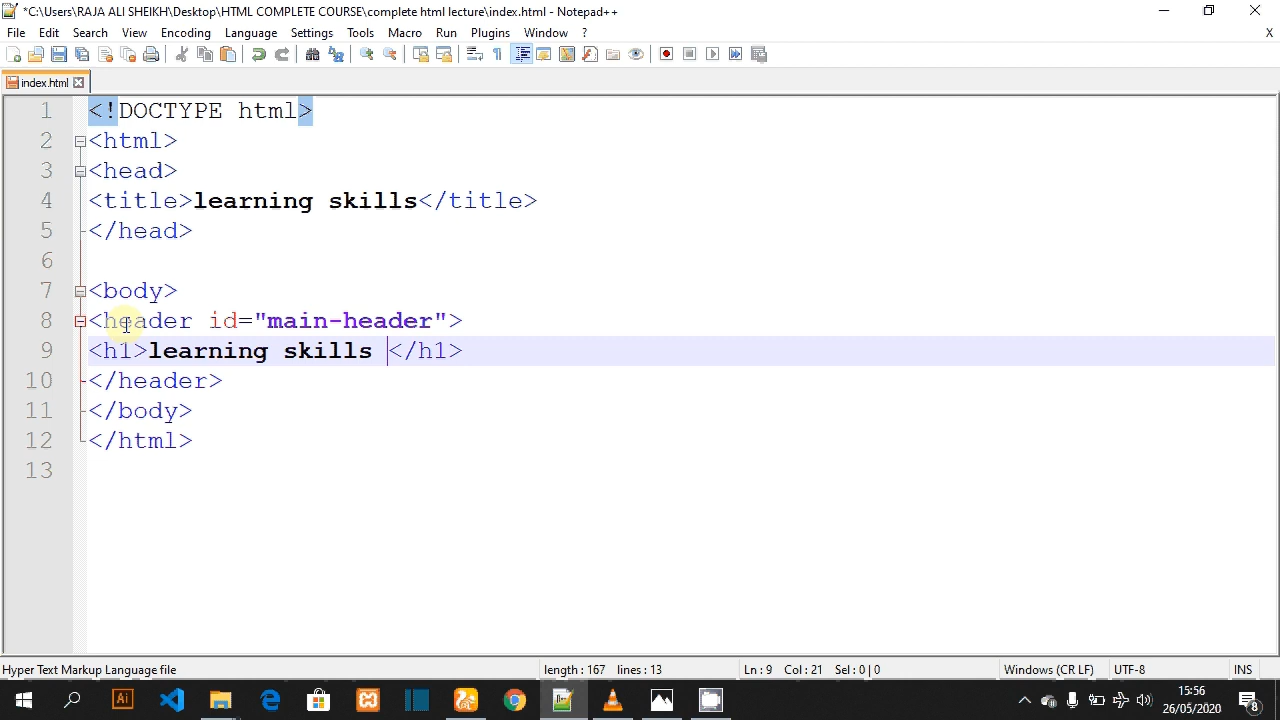 *C:\Users\RAJA ALI SHEIKH\Desktop\HTML COMPLETE COURSE\complete html lecture\index.html - Notepad++
File Edit Search View Encoding Language Settings Tools Macro Run Plugins Window ? X
index.html
1 <!DOCTYPE html>
2 <html>
3 <head>
4 <title>learning skills</title>
5 </head>
6
7 <body>
8 <header id="main-header">
9 <h1>learning skills </h1>
10 </header>
11 </body>
12 </html>
13
Hyper Text Markup Language file length : 167 lines : 13 Ln : 9 Col : 21 Sel : 0 | 0 Windows (CR LF) UTF-8 INS
Ai 15:56
26/05/2020 8